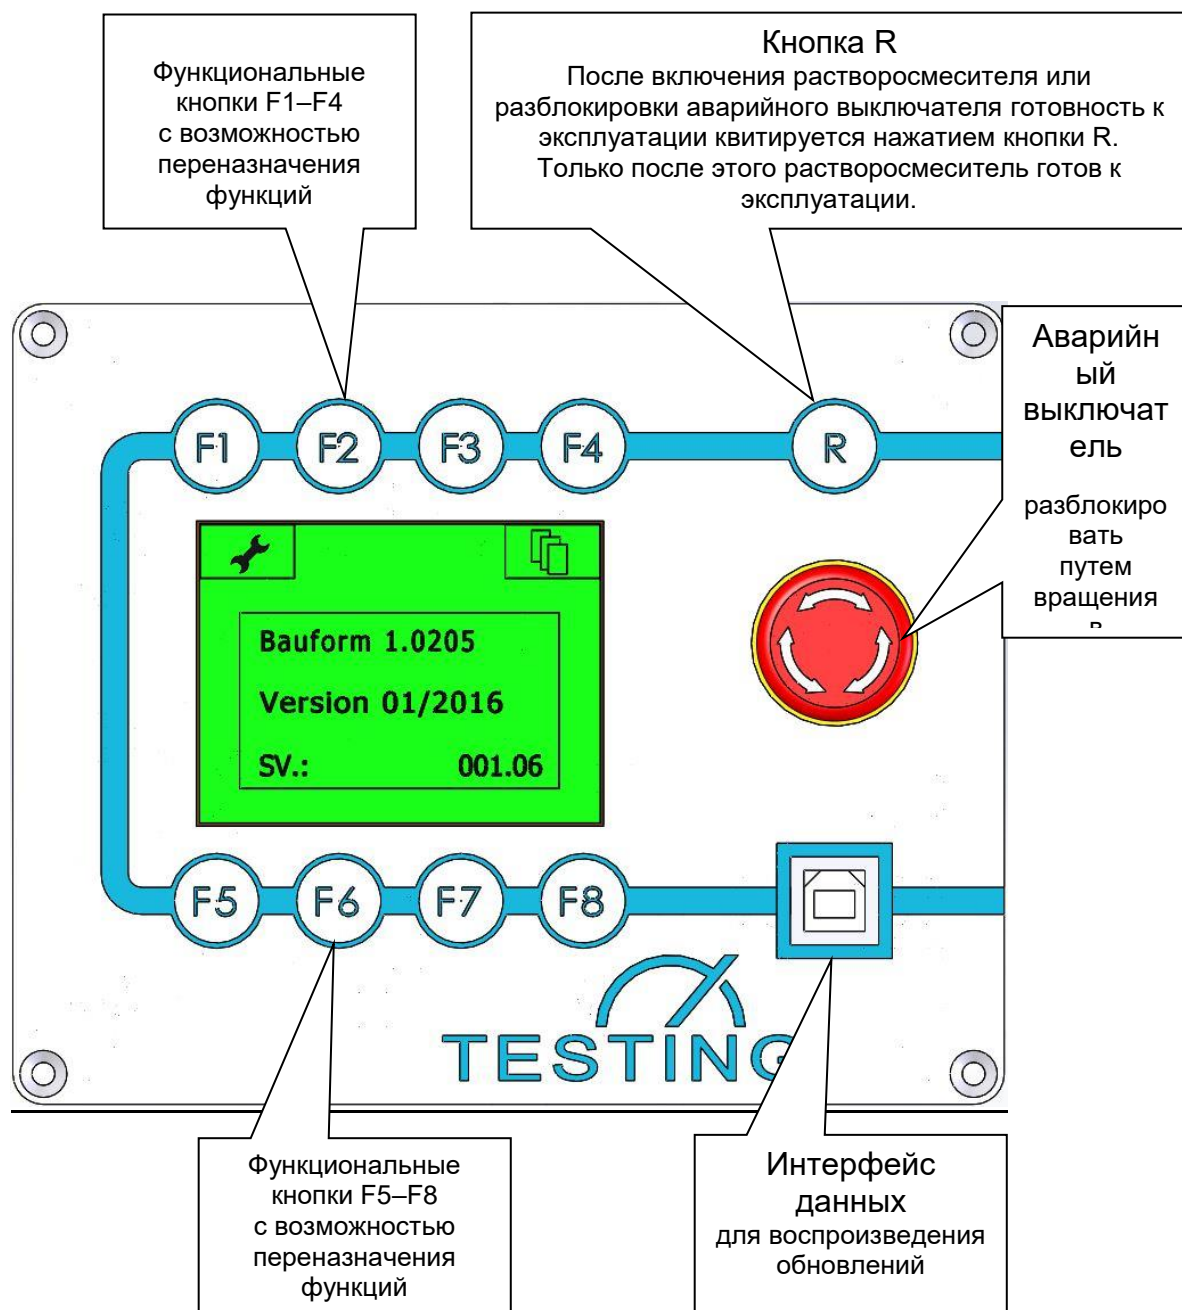 Функциональные
кнопки F1–F4
с возможностью
переназначения
функций
Кнопка R
После включения растворосмесителя или
разблокировки аварийного выключателя готовность к
эксплуатации квитируется нажатием кнопки R.
Только после этого растворосмеситель готов к
эксплуатации.
Аварийн
ый
выключат
ель
разблокиро
вать
путем
вращения
F1 F2 F3 F4 R
Bauform 1.0205
Version 01/2016
SV.: 001.06
F5 F6 F7 F8
TESTING
Функциональные
кнопки F5–F8
с возможностью
переназначения
функций
Интерфейс
данных
для воспроизведения
обновлений